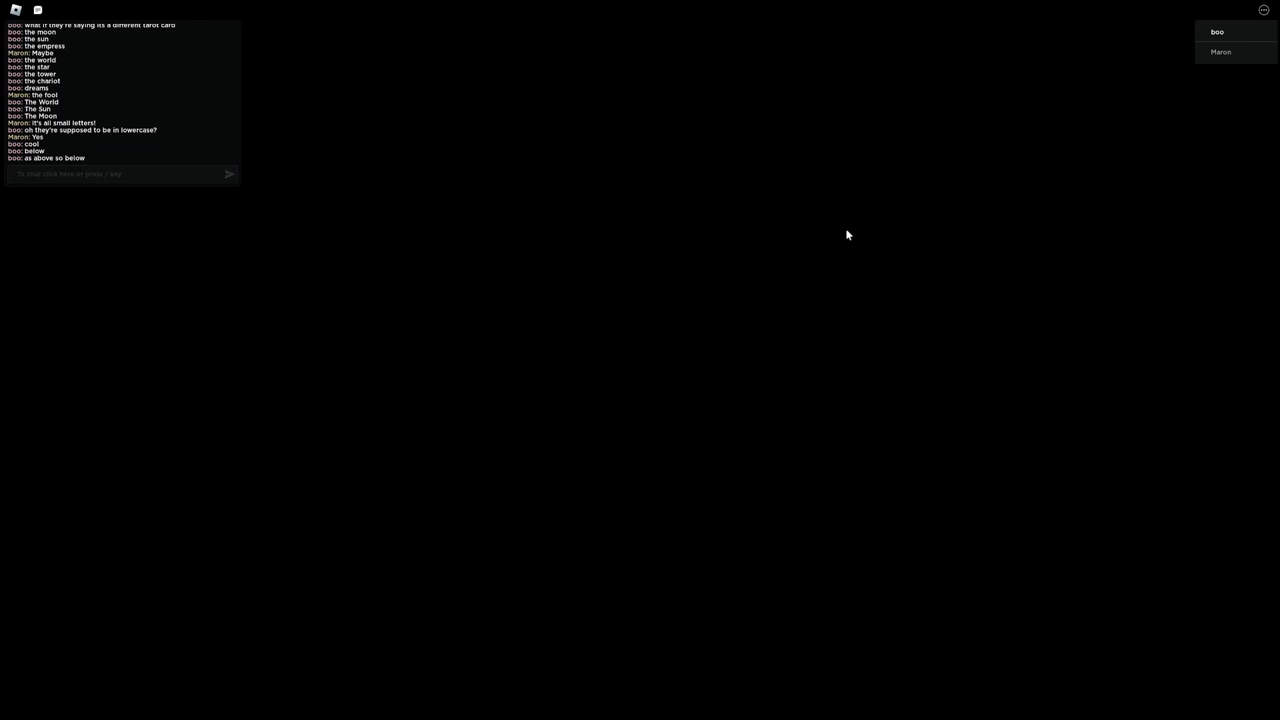 boo: what if they're saying its a different tarot card
boo: the moon
boo: the sun
boo: the empress
Maron: Maybe
boo: the world
boo: the star
boo: the tower
boo: the chariot
boo: dreams
Maron: the fool
boo: The World
boo: The Sun
boo: The Moon
Maron: It's all small letters!
boo: oh they're supposed to be in lowercase?
Maron: Yes
boo: cool
boo: below
boo: as above so below
To chat click here or press / key
boo
Maron